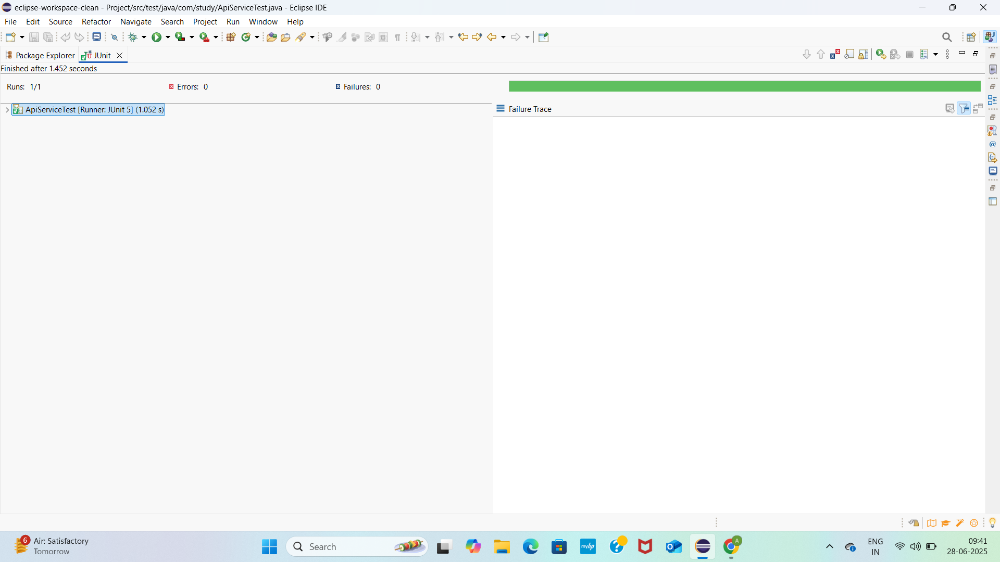 eclipse-workspace-clean - Project/src/test/java/com/study/ApiServiceTest.java - Eclipse IDE
File Edit Source Refactor Navigate Search Project Run Window Help
Package Explorer JUnit
Finished after 1.452 seconds
Runs: 1/1 Errors: 0 Failures: 0
ApiServiceTest [Runner: JUnit 5] (1.052 s)
Failure Trace
6
Air: Satisfactory
Tomorrow
Search
myhp
A
ENG
IN
09:41
28-06-2025